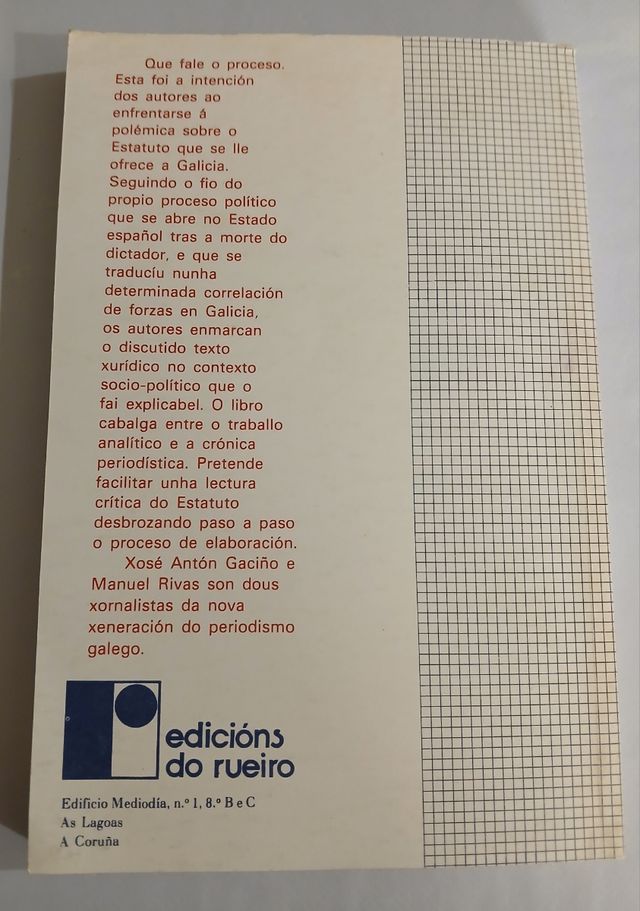 Que fale o proceso.
Esta foi a intención
dos autores ao
enfrentarse á
polémica sobre o
Estatuto que se lle
ofrece a Galicia.
Seguindo o fio do
propio proceso político
que se abre no Estado
español tras a morte do
dictador, e que se
traducíu nunha
determinada correlación
de forzas en Galicia,
os autores enmarcan
o discutido texto
xurídico no contexto
socio-político que o
fai explicabel. O libro
cabalga entre o traballo
analítico e a crónica
periodística. Pretende
facilitar unha lectura
crítica do Estatuto
desbrozando paso a paso
o proceso de elaboración.
Xosé Antón Gaciño e
Manuel Rivas son dous
xornalistas da nova
xeneración do periodismo
galego.
edicións
do rueiro
Edificio Mediodía, n.º 1, 8.º B e C
As Lagoas
A Coruña